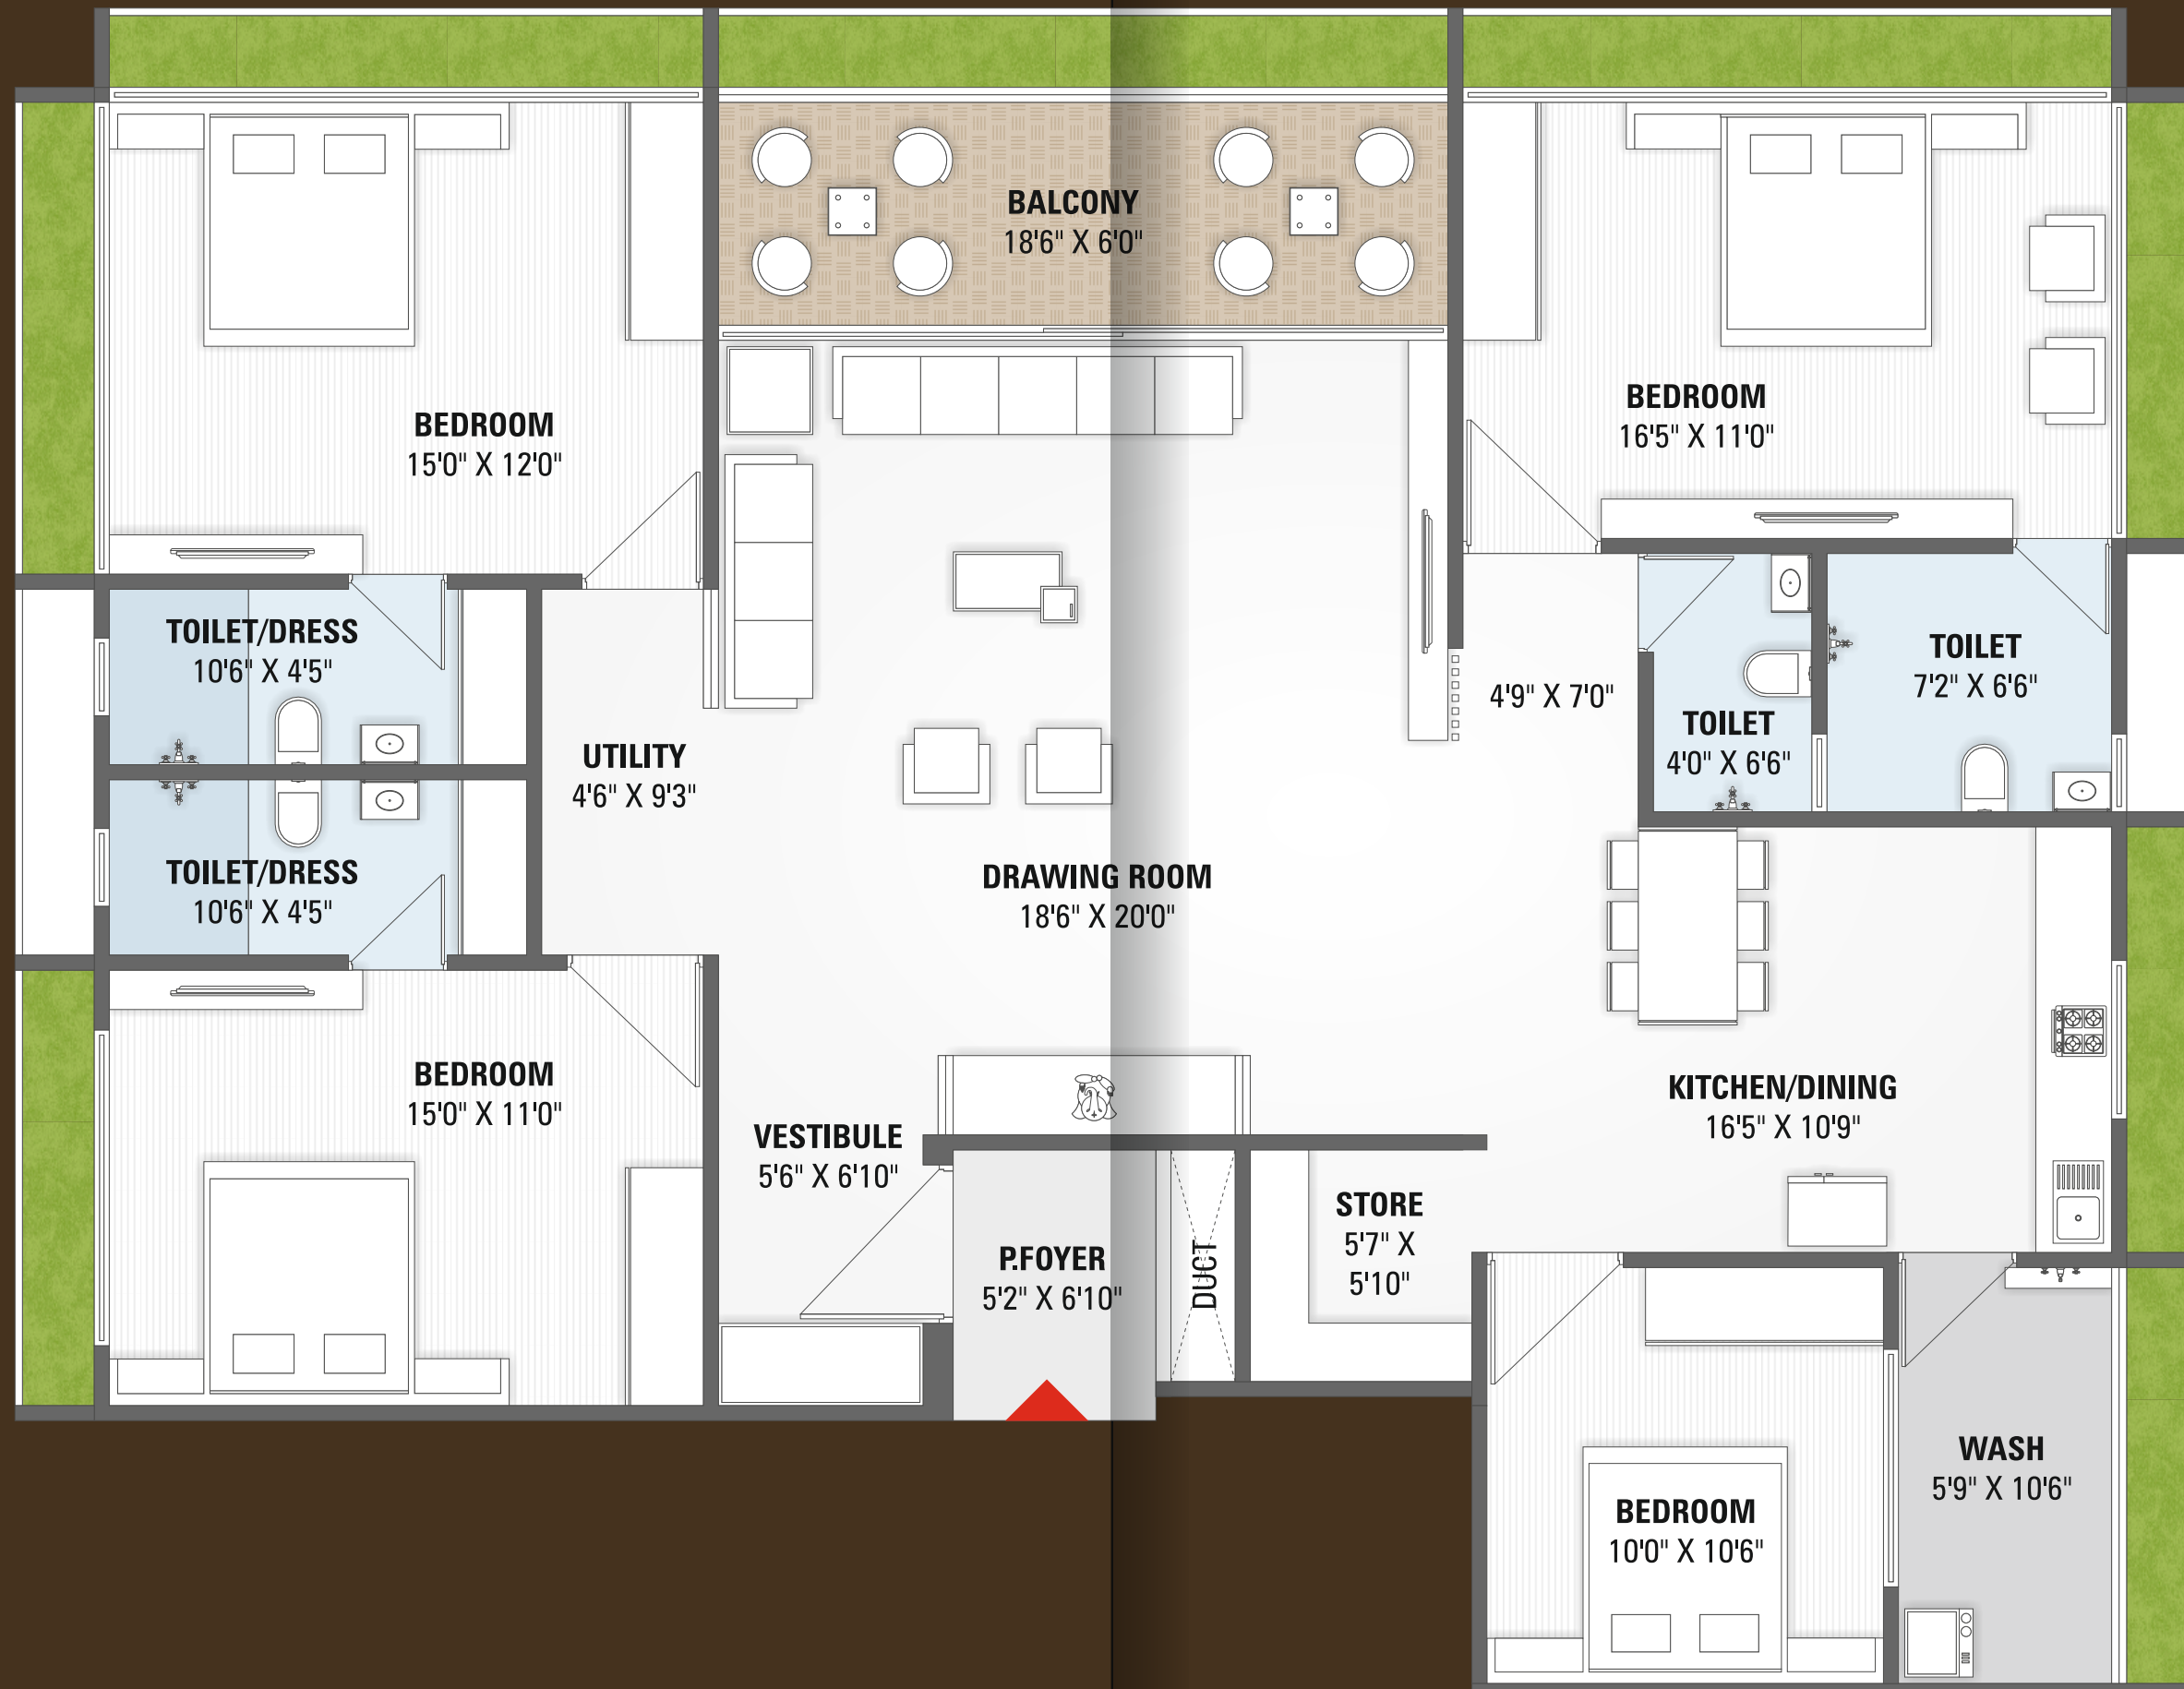 BALCONY
18'6" X 6'0"
BEDROOM
15'0" X 12'0"
BEDROOM
16'5" X 11'0"
TOILET/DRESS
10'6" X 4'5"
TOILET
7'2" X 6'6"
4'9" X 7'0"
TOILET
4'0" X 6'6"
UTILITY
4'6" X 9'3"
TOILET/DRESS
10'6" X 4'5"
DRAWING ROOM
18'6" X 20'0"
BEDROOM
15'0" X 11'0"
KITCHEN/DINING
16'5" X 10'9"
VESTIBULE
5'6" X 6'10"
STORE
5'7" X
5'10"
P.FOYER
5'2" X 6'10"
DUCT
WASH
5'9" X 10'6"
BEDROOM
10'0" X 10'6"